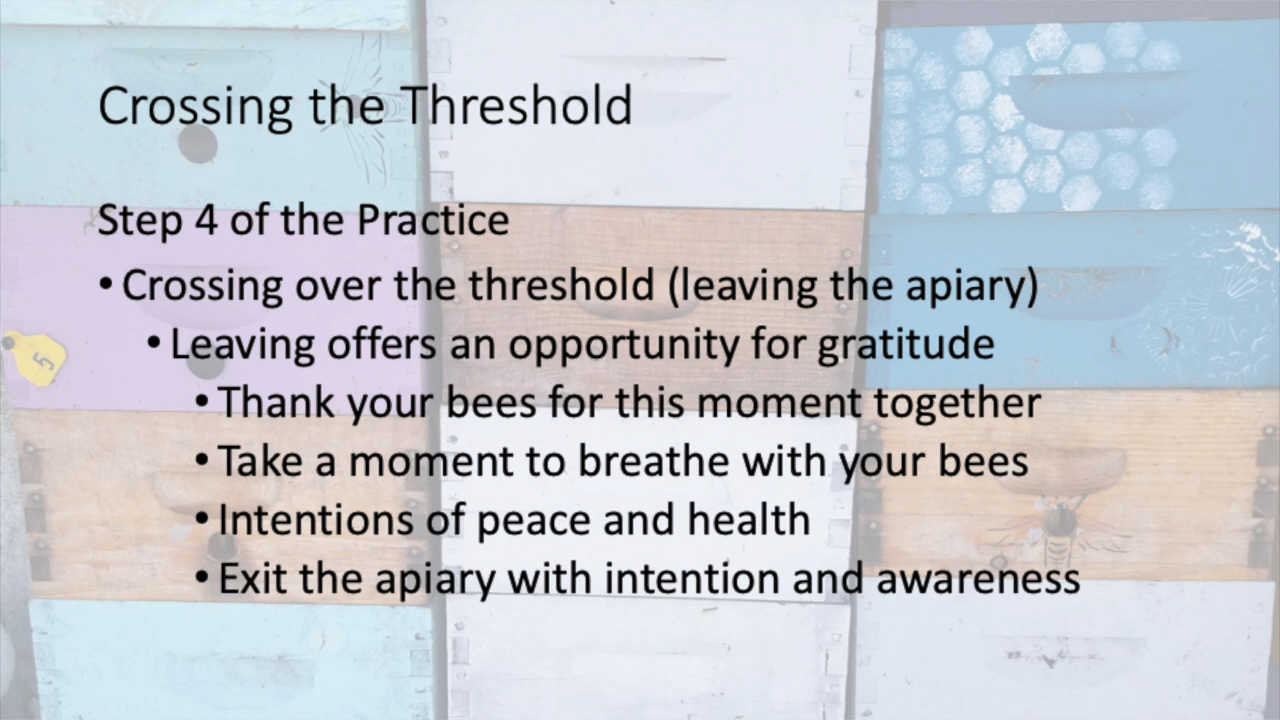 Crossing the Threshold
Step 4 of the Practice
• Crossing over the threshold (leaving the apiary)
• Leaving offers an opportunity for gratitude
• Thank your bees for this moment together
• Take a moment to breathe with your bees
• Intentions of peace and health
• Exit the apiary with intention and awareness
5